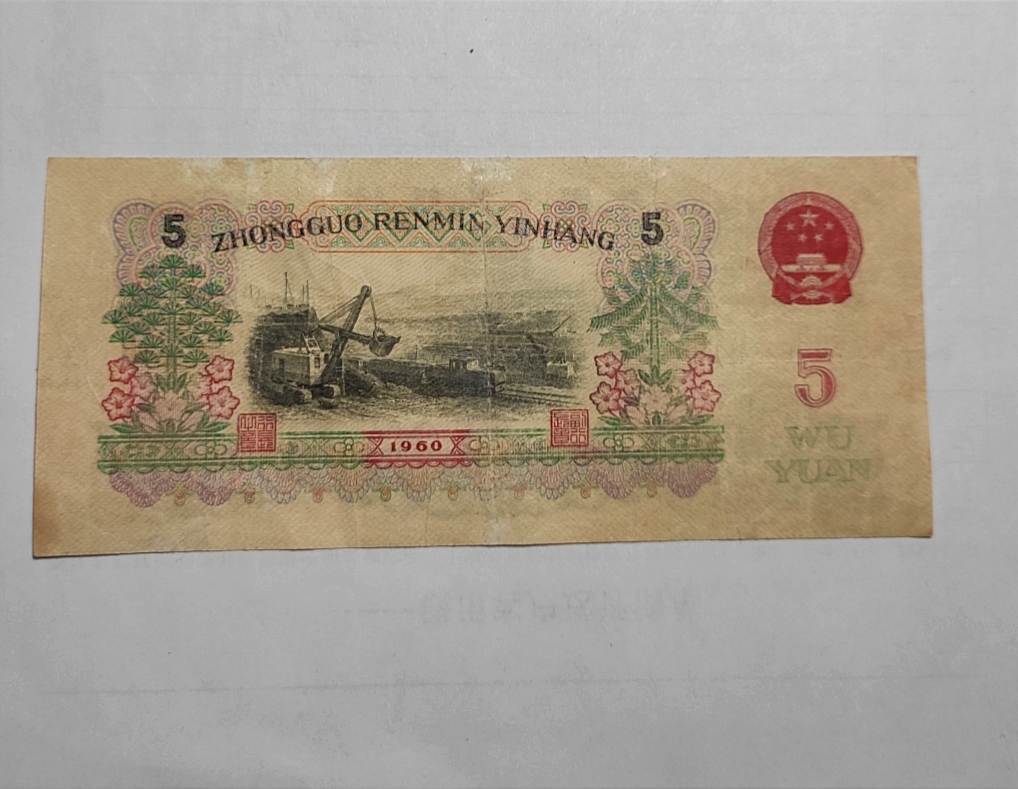 5 ZHONGGUO RENMIN YINHANG 5
5
1960
WU
YUAN